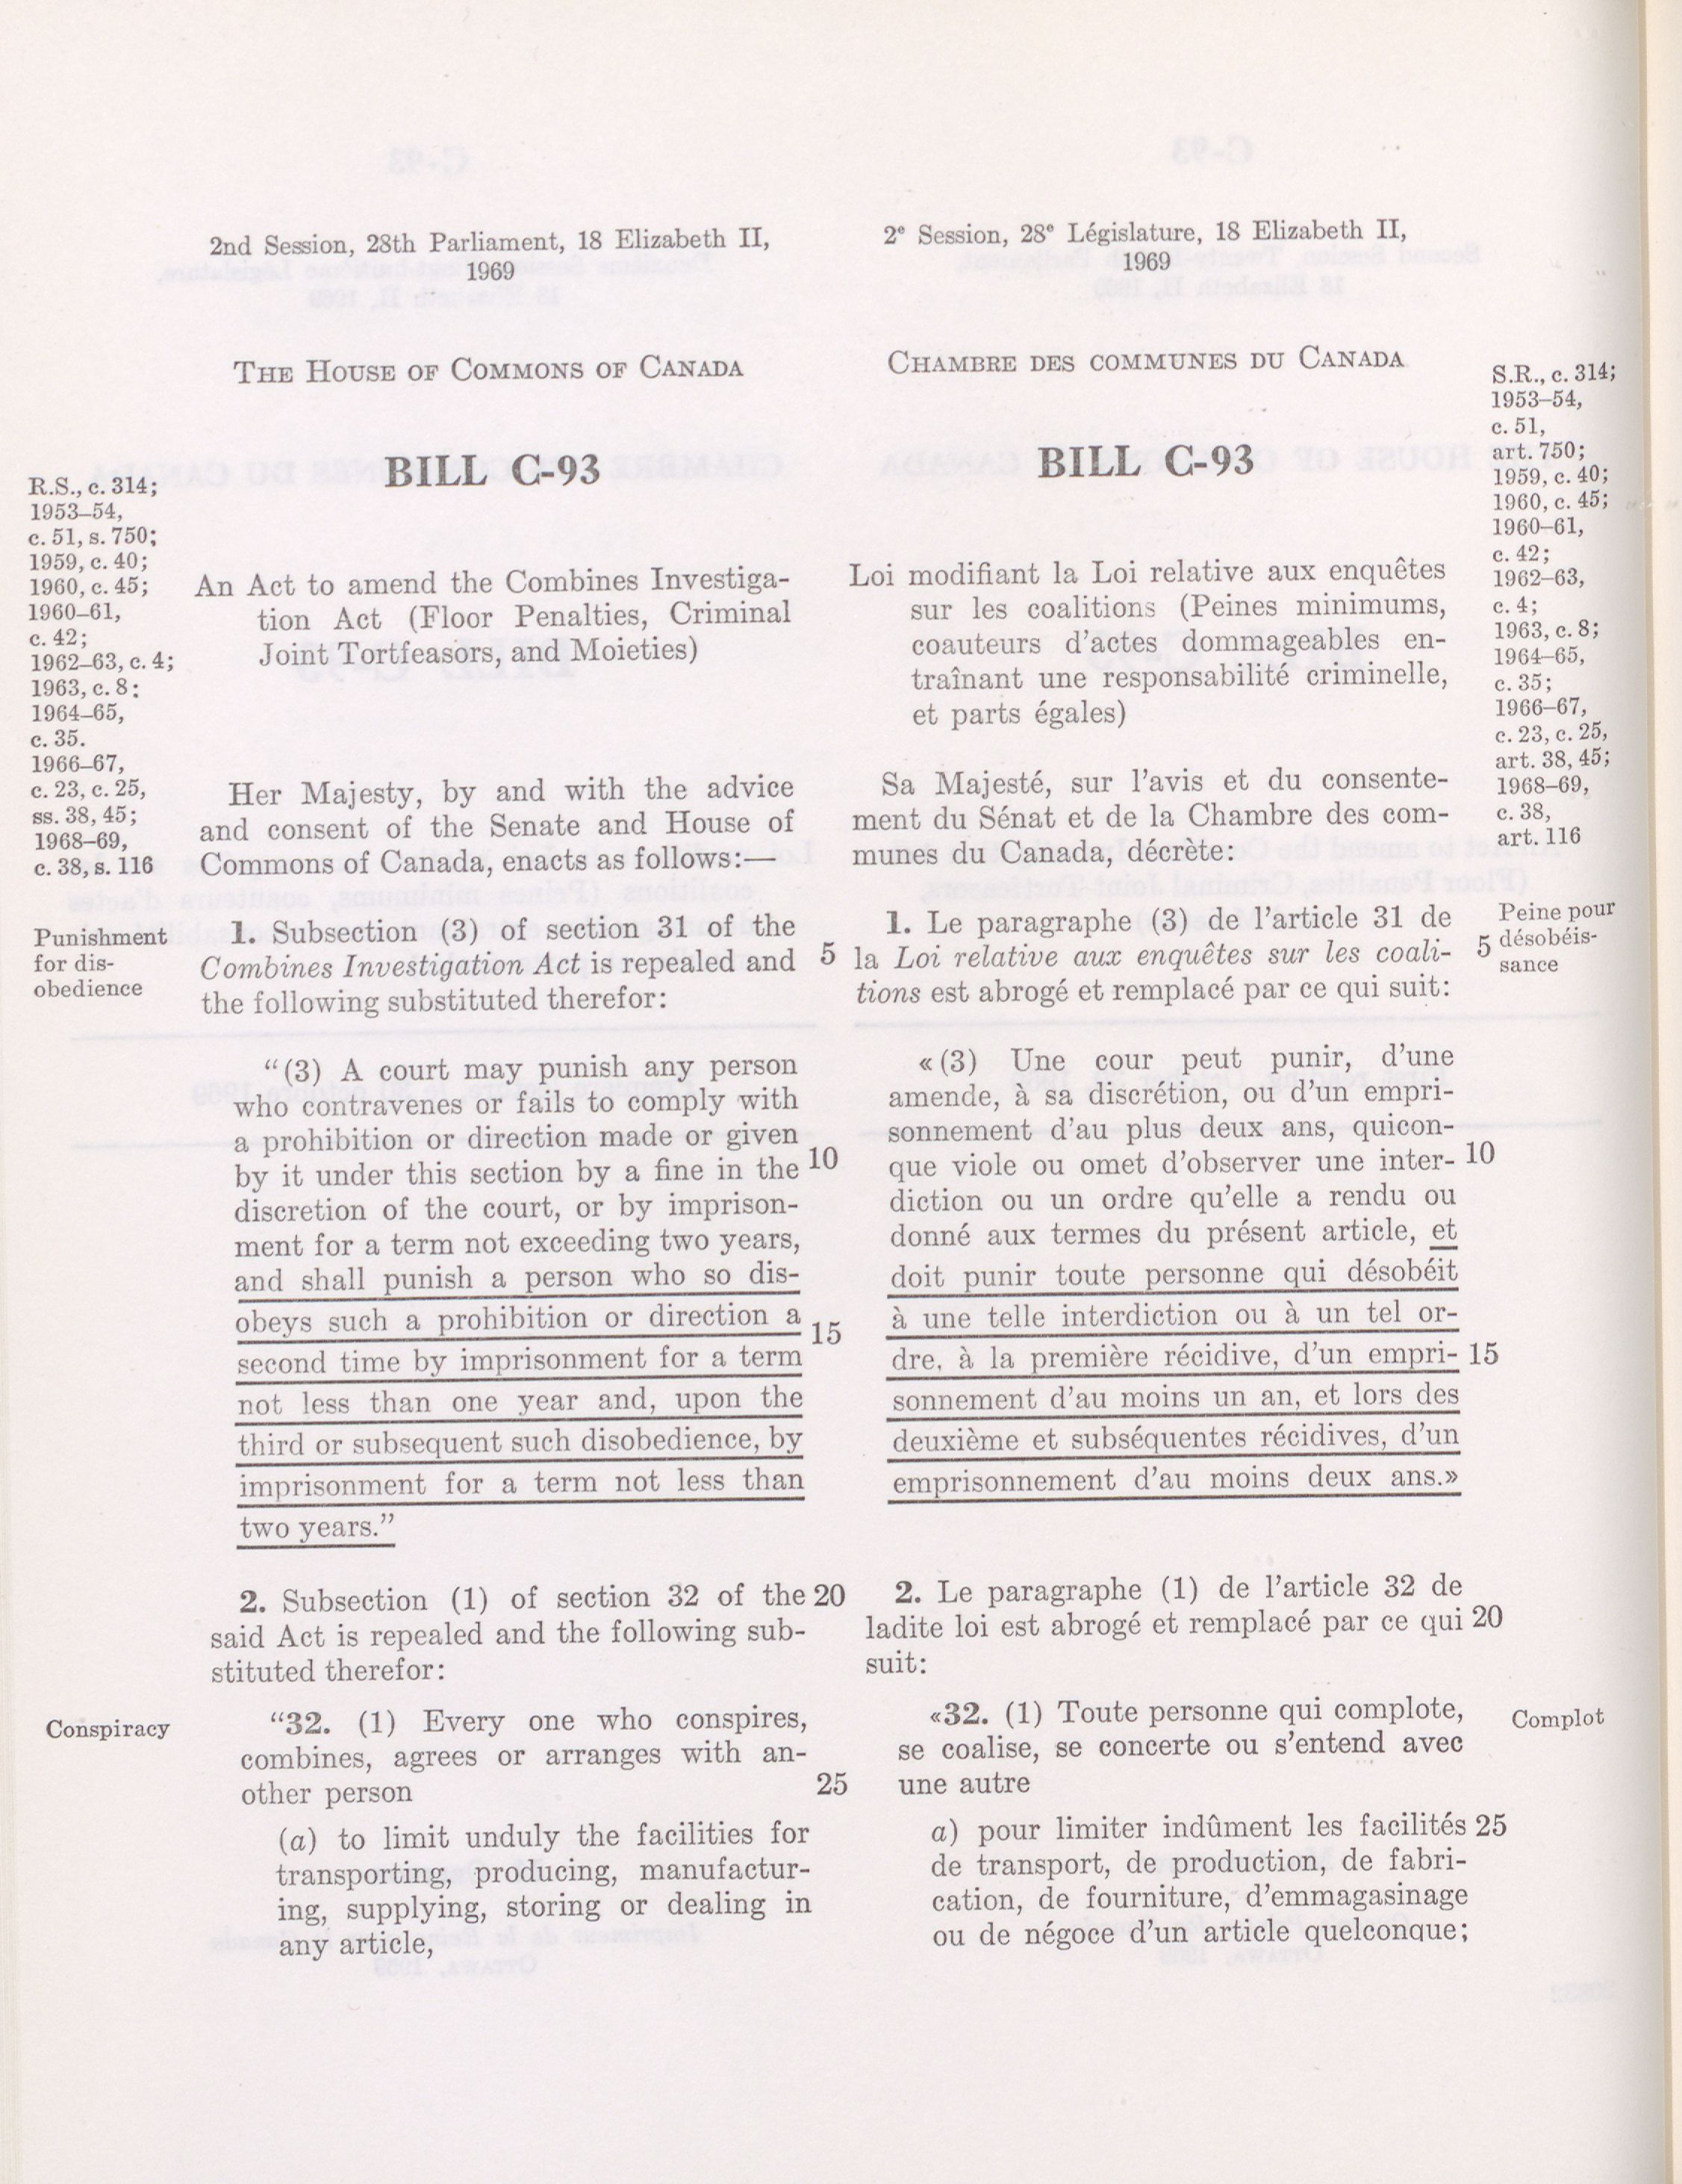 2nd Session, 28th Parliament, 18 Elizabeth II,
1969
THE HOUSE OF COMMONS OF CANADA
BILL C-93
R.S., c. 314;
1953–54,
c. 51, s. 750;
1959, c. 40;
1960, c. 45;
1960–61,
c. 42;
1962–63, c. 4;
1963, c. 8;
1964–65,
c. 35.
1966–67,
c. 23, c. 25,
ss. 38, 45;
1968–69,
c. 38, s. 116
An Act to amend the Combines Investiga-
tion Act (Floor Penalties, Criminal
Joint Tortfeasors, and Moieties)
Her Majesty, by and with the advice
and consent of the Senate and House of
Commons of Canada, enacts as follows:—
Punishment
for dis-
obedience
1. Subsection (3) of section 31 of the
Combines Investigation Act is repealed and 5
the following substituted therefor:
“(3) A court may punish any person
who contravenes or fails to comply with
a prohibition or direction made or given
by it under this section by a fine in the 10
discretion of the court, or by imprison-
ment for a term not exceeding two years,
and shall punish a person who so dis-
obeys such a prohibition or direction a
15
second time by imprisonment for a term
not less than one year and, upon the
third or subsequent such disobedience, by
imprisonment for a term not less than
two years.”
2. Subsection (1) of section 32 of the 20
said Act is repealed and the following sub-
stituted therefor:
Conspiracy
“32. (1) Every one who conspires,
combines, agrees or arranges with an-
other person 25
(a) to limit unduly the facilities for
transporting, producing, manufactur-
ing, supplying, storing or dealing in
any article,
2e Session, 28e Législature, 18 Elizabeth II,
1969
CHAMBRE DES COMMUNES DU CANADA
BILL C-93
S.R., c. 314;
1953–54,
c. 51,
art. 750;
1959, c. 40;
1960, c. 45;
1960–61,
c. 42;
1962–63,
c. 4;
1963, c. 8;
1964–65,
c. 35;
1966–67,
c. 23, c. 25,
art. 38, 45;
1968–69,
c. 38,
art. 116
Loi modifiant la Loi relative aux enquêtes
sur les coalitions (Peines minimums,
coauteurs d’actes dommageables en-
traînant une responsabilité criminelle,
et parts égales)
Sa Majesté, sur l’avis et du consente-
ment du Sénat et de la Chambre des com-
munes du Canada, décrète:
1. Le paragraphe (3) de l’article 31 de
la Loi relative aux enquêtes sur les coali- 5
tions est abrogé et remplacé par ce qui suit:
Peine pour
désobéis-
sance
«(3) Une cour peut punir, d’une
amende, à sa discrétion, ou d’un empri-
sonnement d’au plus deux ans, quicon-
que viole ou omet d’observer une inter- 10
diction ou un ordre qu’elle a rendu ou
donné aux termes du présent article, et
doit punir toute personne qui désobéit
à une telle interdiction ou à un tel or-
dre, à la première récidive, d’un empri- 15
sonnement d’au moins un an, et lors des
deuxième et subséquentes récidives, d’un
emprisonnement d’au moins deux ans.»
2. Le paragraphe (1) de l’article 32 de
ladite loi est abrogé et remplacé par ce qui 20
suit:
«32. (1) Toute personne qui complote,
se coalise, se concerte ou s’entend avec
une autre
Complot
a) pour limiter indûment les facilités 25
de transport, de production, de fabri-
cation, de fourniture, d’emmagasinage
ou de négoce d’un article quelconque;